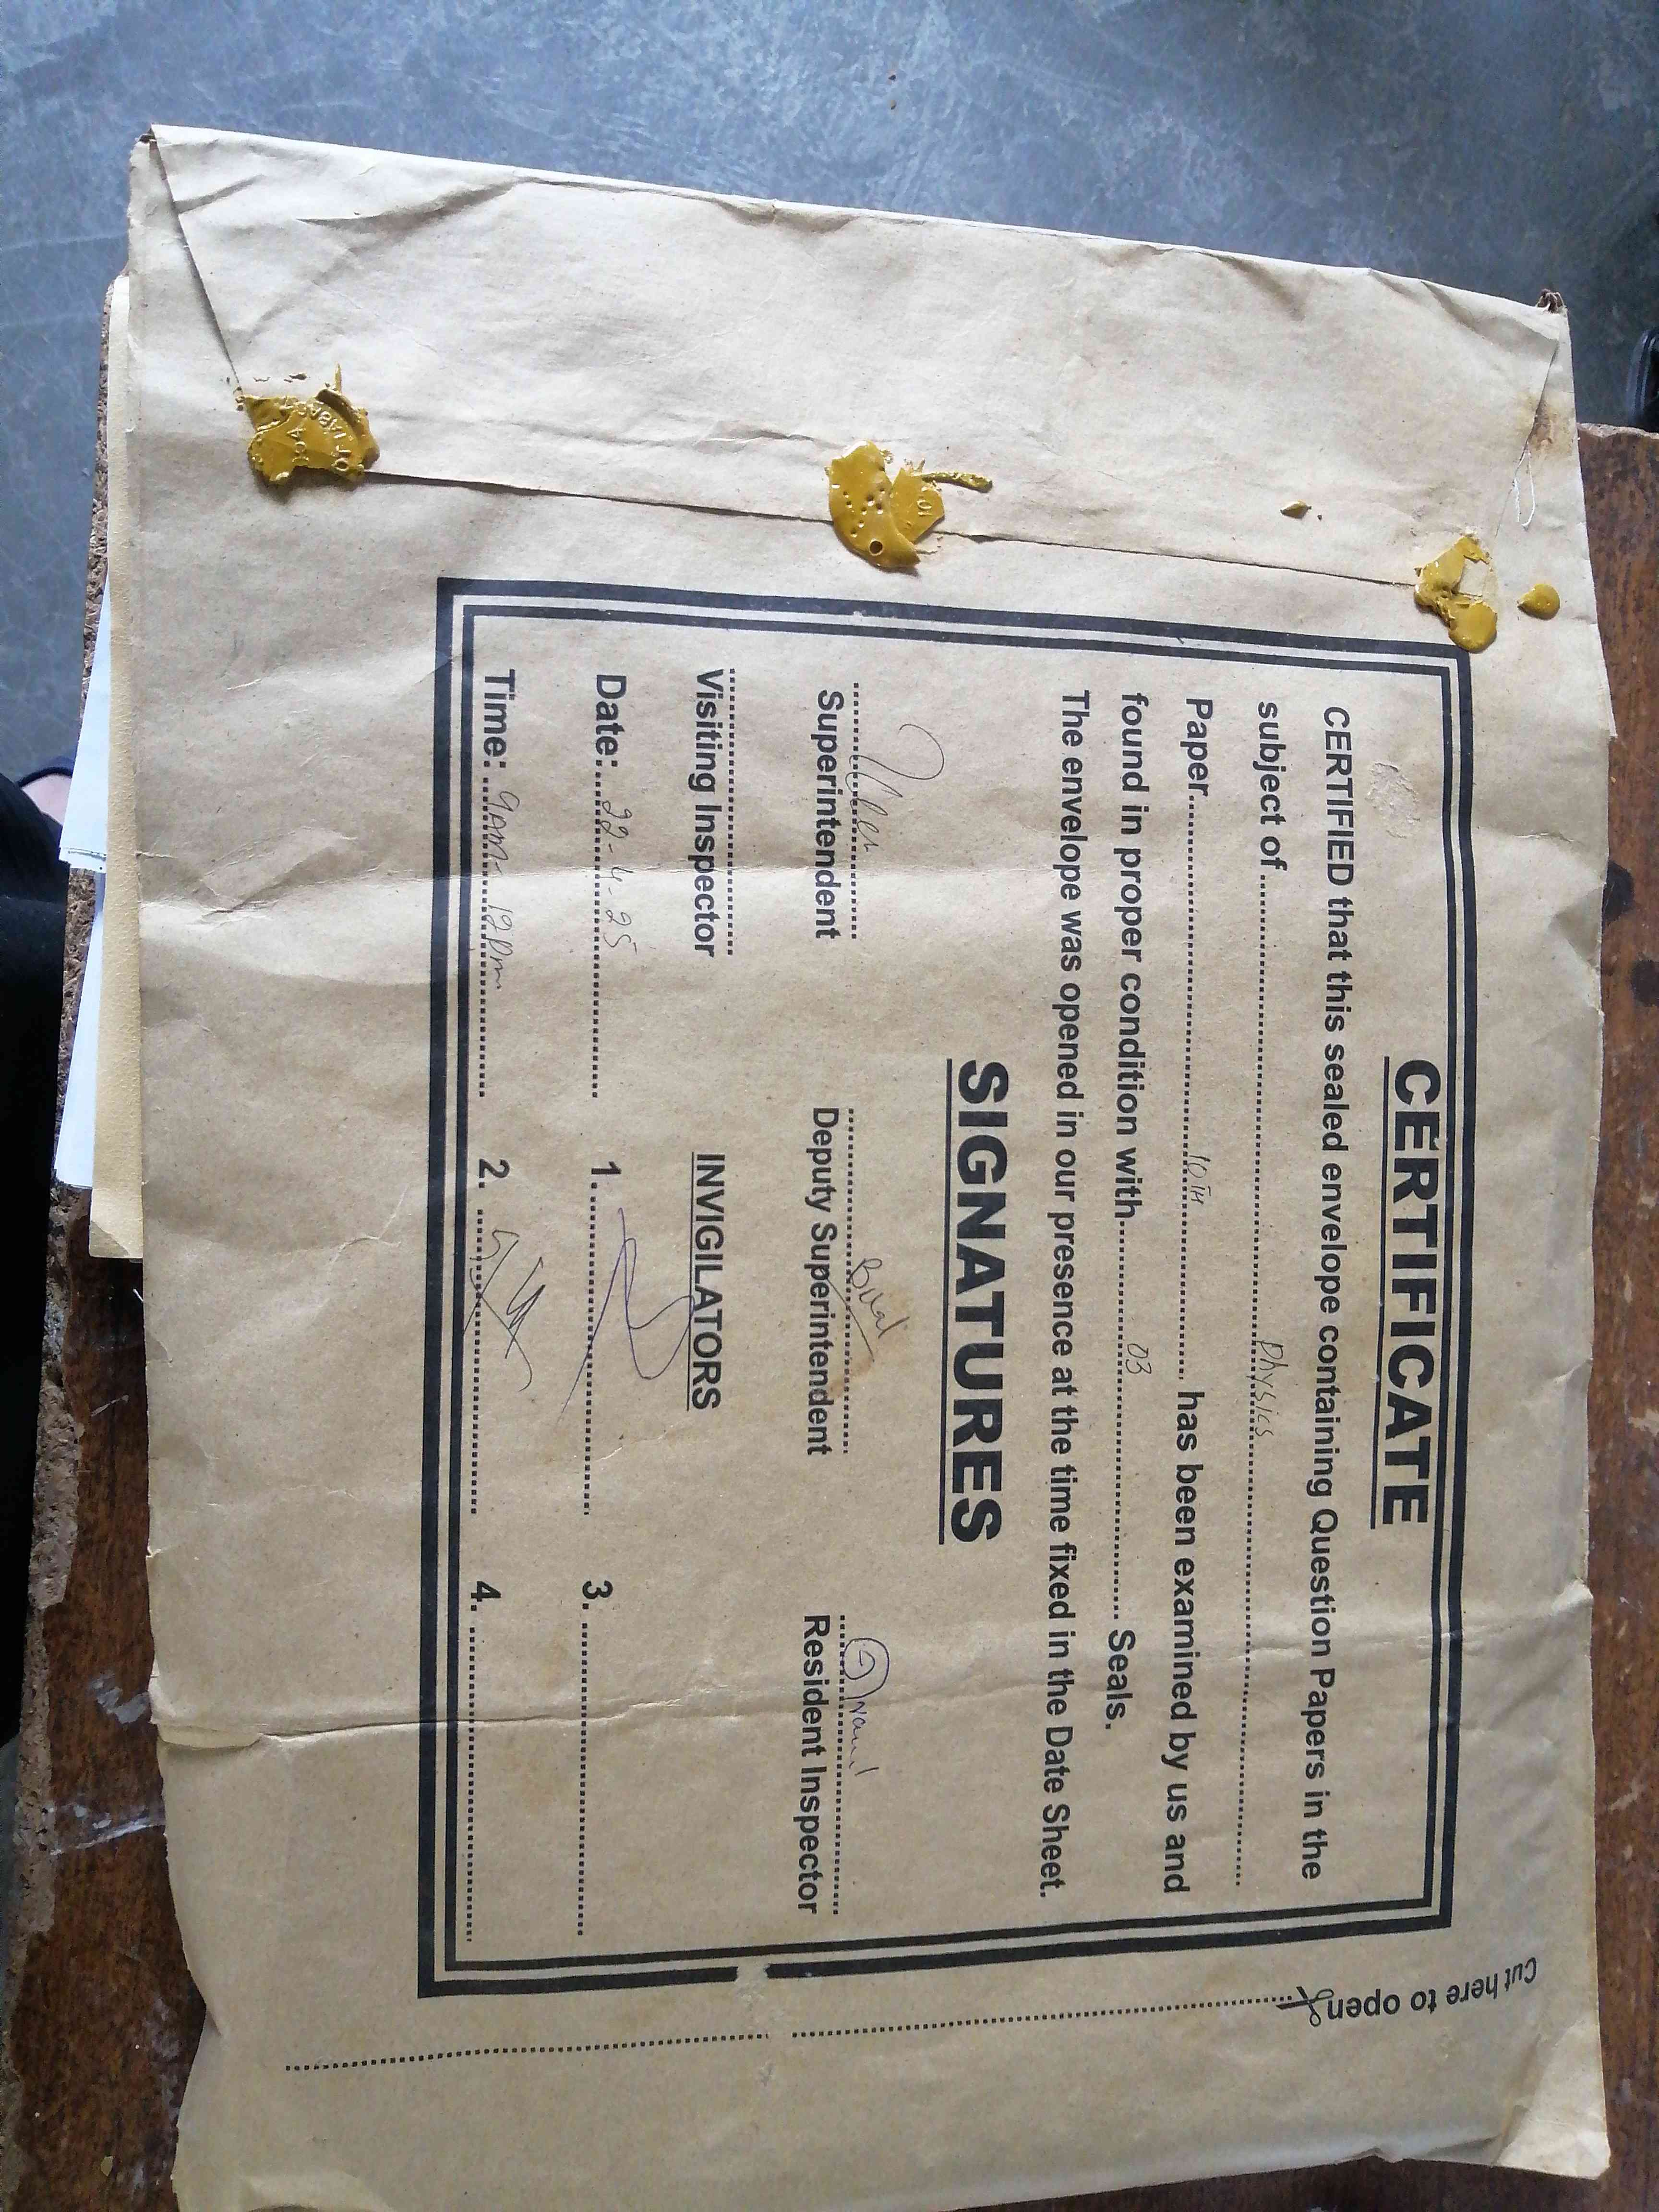 CERTIFICATE
CERTIFIED that this sealed envelope containing Question Papers in the
subject of Physics
Paper 10TH has been examined by us and
found in proper condition with 03 Seals.
The envelope was opened in our presence at the time fixed in the Date Sheet.
SIGNATURES
Bilal
Superintendent Deputy Superintendent Resident Inspector
Visiting Inspector INVIGILATORS
Date: 22-4-25 1. 3.
Time: 9am- 12pm 2. 4.
Cut here to open